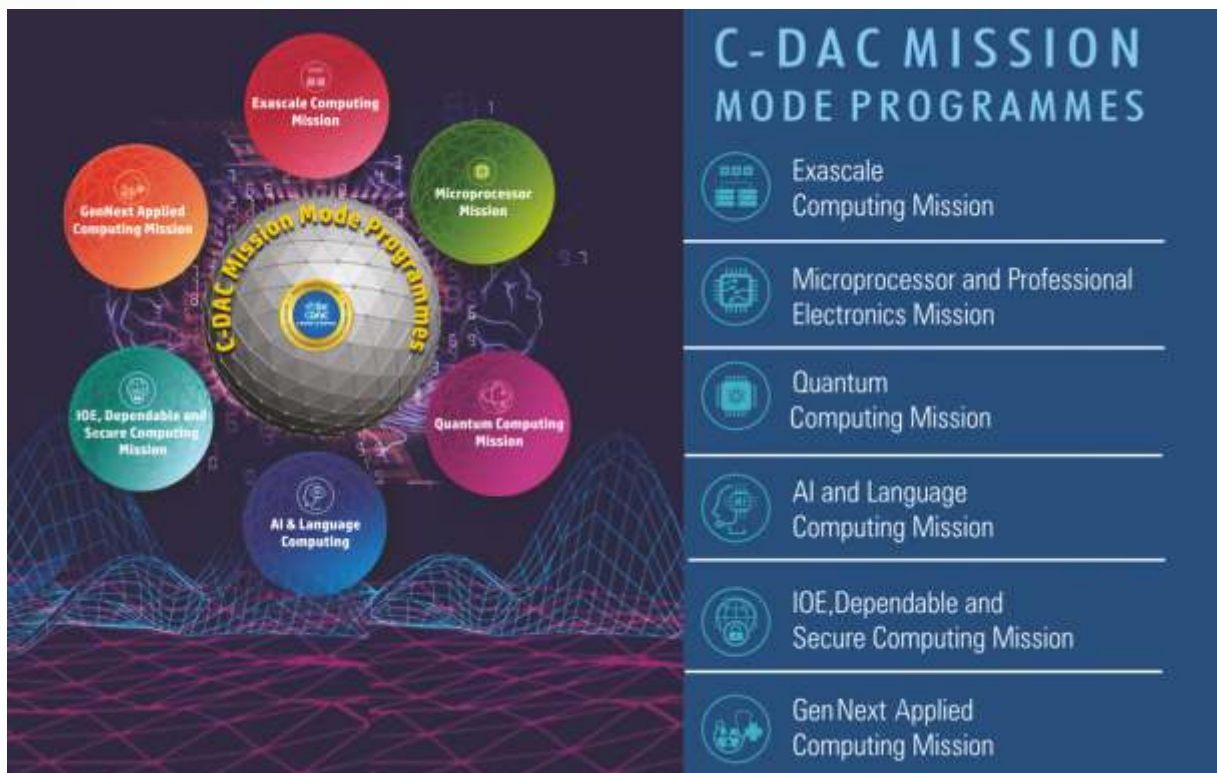 Exascale Computing
Mission
Microprocessor
Mission
GenNext Applied
Computing Mission
C-DAC Mission Mode Programmes
IOE, Dependable and
Secure Computing
Mission
Quantum Computing
Mission
AI & Language
Computing
C-DAC MISSION
MODE PROGRAMMES
Exascale
Computing Mission
Microprocessor and Professional
Electronics Mission
Quantum
Computing Mission
AI and Language
Computing Mission
IOE,Dependable and
Secure Computing Mission
GenNext Applied
Computing Mission